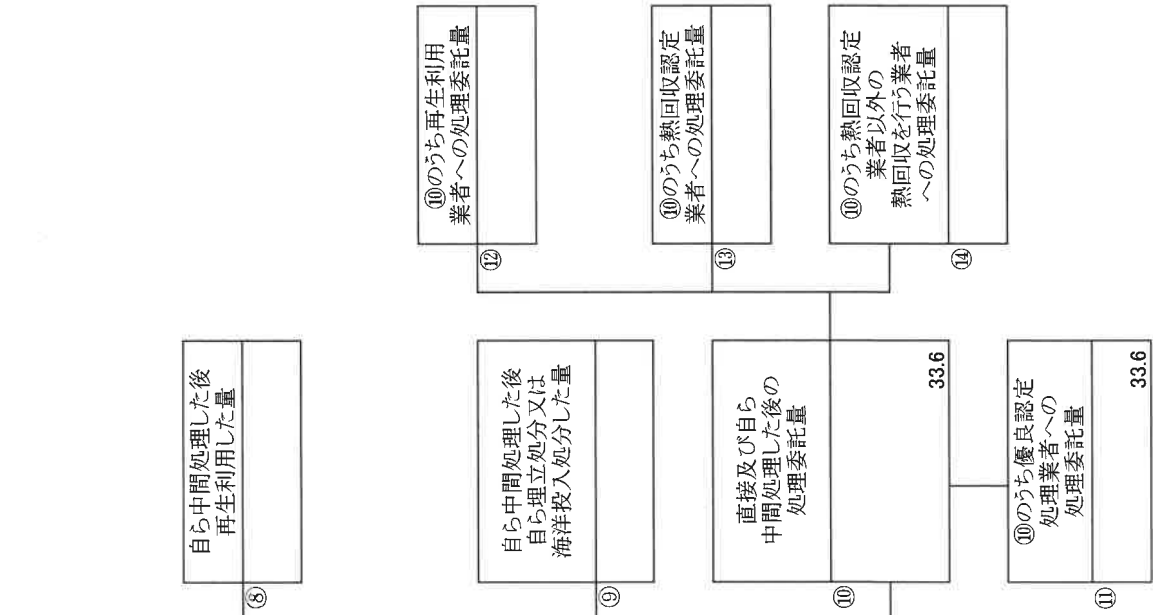 ⑧
自ら中間処理した後
再生利用した量
⑨
自ら中間処理した後
自ら埋立処分又は
海洋投入処分した量
⑩
直接及び自ら
中間処理した後の
処理委託量
33.6
⑪
⑩のうち優良認定
処理業者への
処理委託量
33.6
⑫
⑩のうち再生利用
業者への処理委託量
⑬
⑩のうち熱回収認定
業者への処理委託量
⑭
⑩のうち熱回収認定
業者以外の
熱回収を行う業者
への処理委託量